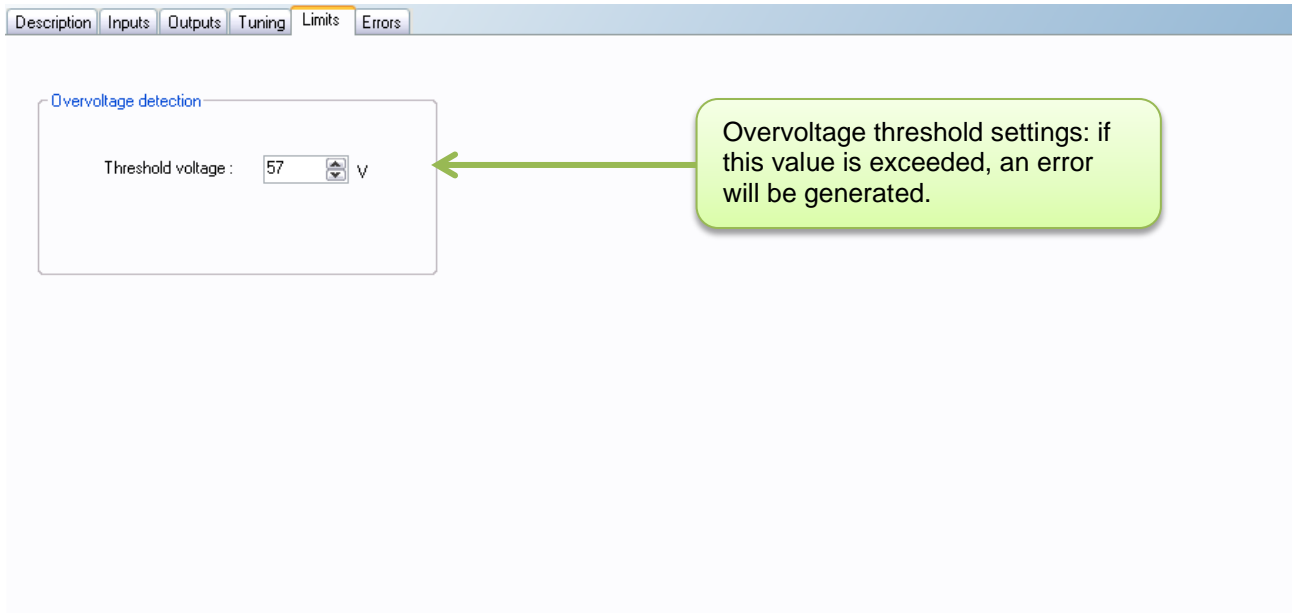 Description Inputs Outputs Tuning Limits Errors
Overvoltage detection
Threshold voltage : 57 V
Overvoltage threshold settings: if
this value is exceeded, an error
will be generated.